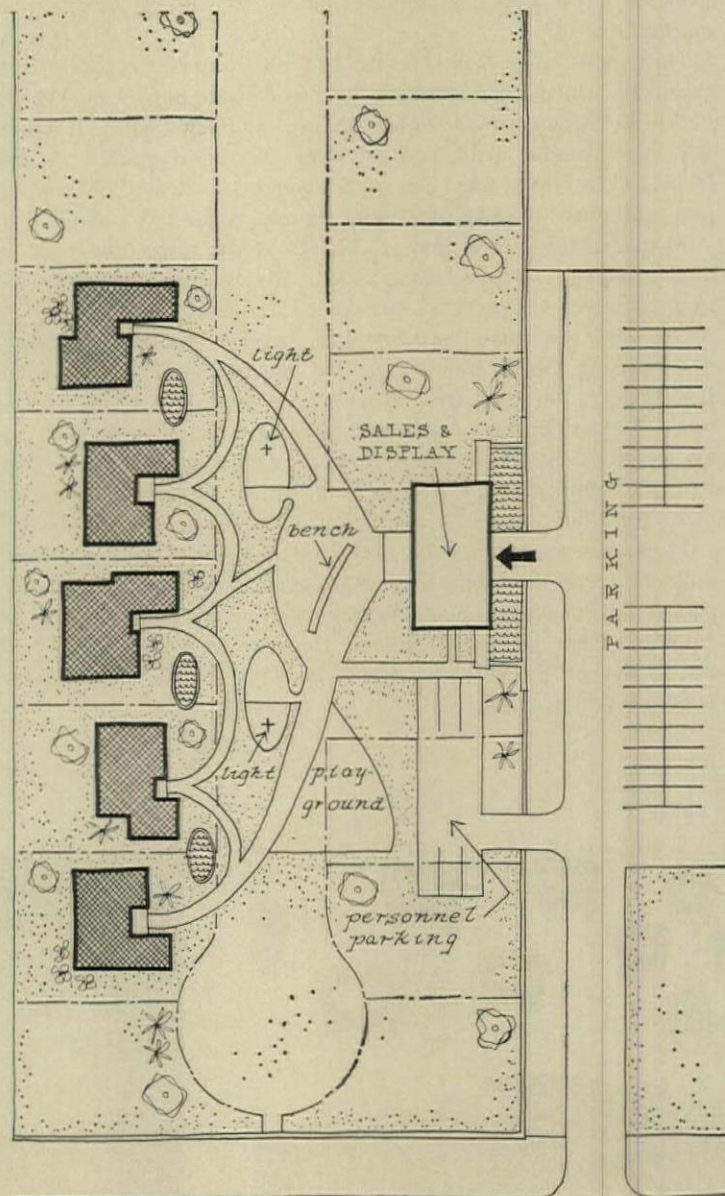 light
SALES &
DISPLAY
bench
PARKING
light
play-
ground
personnel
parking